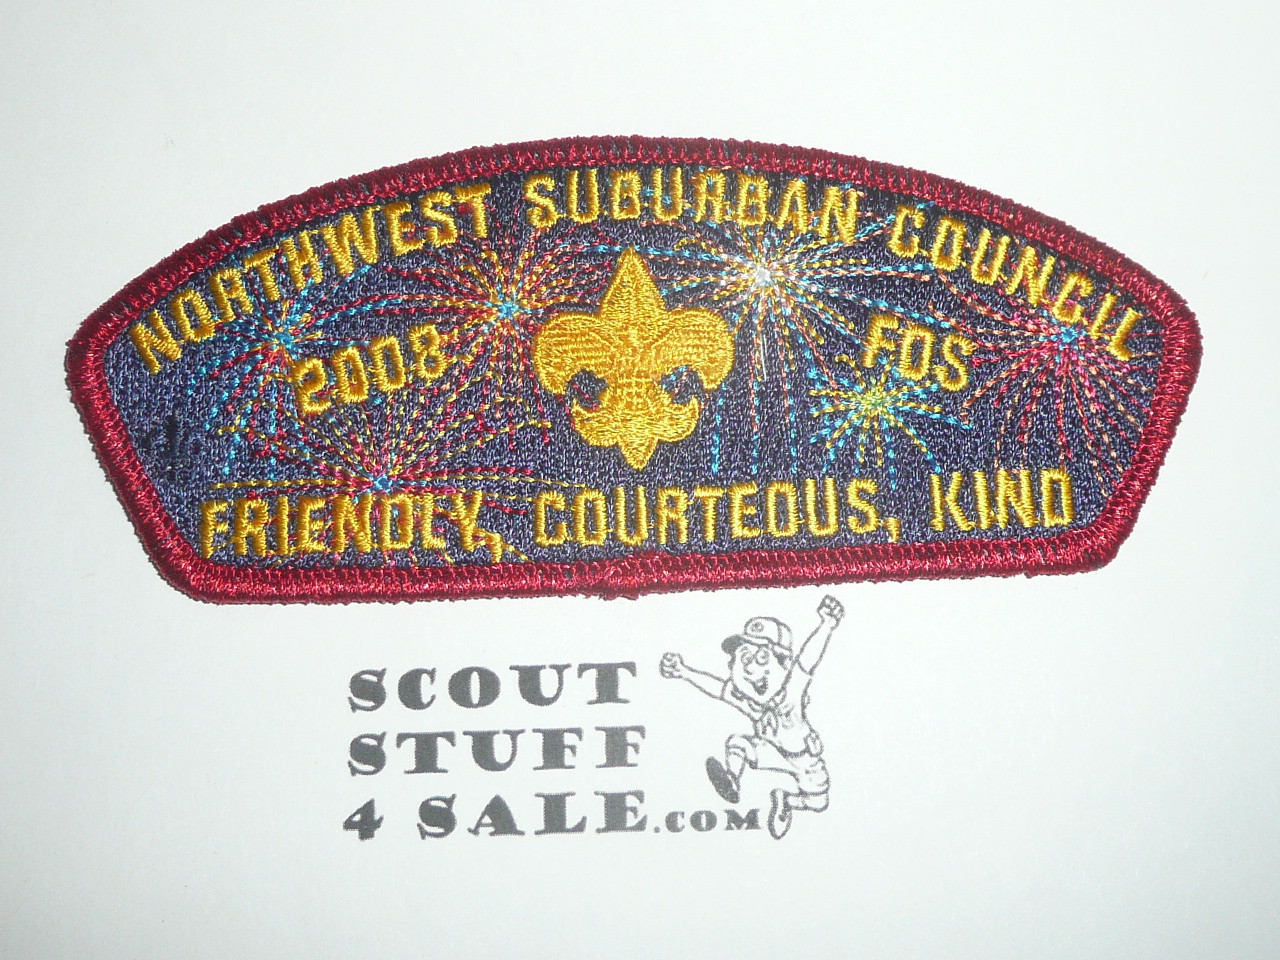 NORTHWEST SUBURBAN COUNCIL
2008 FOS
FRIENDLY, COURTEOUS, KIND
SCOUT
STUFF
4 SALE.COM